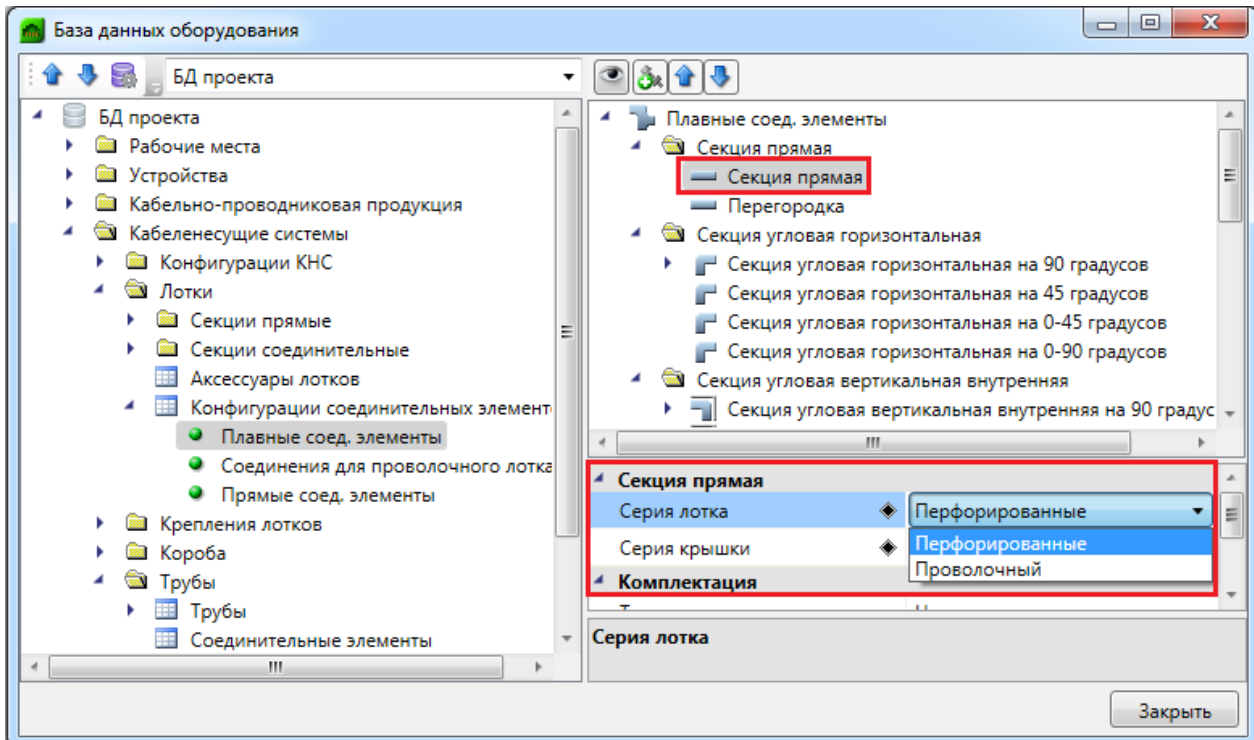 База данных оборудования
БД проекта
БД проекта
Рабочие места
Устройства
Кабельно-проводниковая продукция
Кабеленесущие системы
Конфигурации КНС
Лотки
Секции прямые
Секции соединительные
Аксессуары лотков
Конфигурации соединительных элемент
Плавные соед. элементы
Соединения для проволочного лотка
Прямые соед. элементы
Крепления лотков
Короба
Трубы
Трубы
Соединительные элементы
Плавные соед. элементы
Секция прямая
Секция прямая
Перегородка
Секция угловая горизонтальная
Секция угловая горизонтальная на 90 градусов
Секция угловая горизонтальная на 45 градусов
Секция угловая горизонтальная на 0-45 градусов
Секция угловая горизонтальная на 0-90 градусов
Секция угловая вертикальная внутренняя
Секция угловая вертикальная внутренняя на 90 градус
Секция прямая
Серия лотка Перфорированные
Серия крышки Перфорированные
Проволочный
Комплектация
Серия лотка
Закрыть